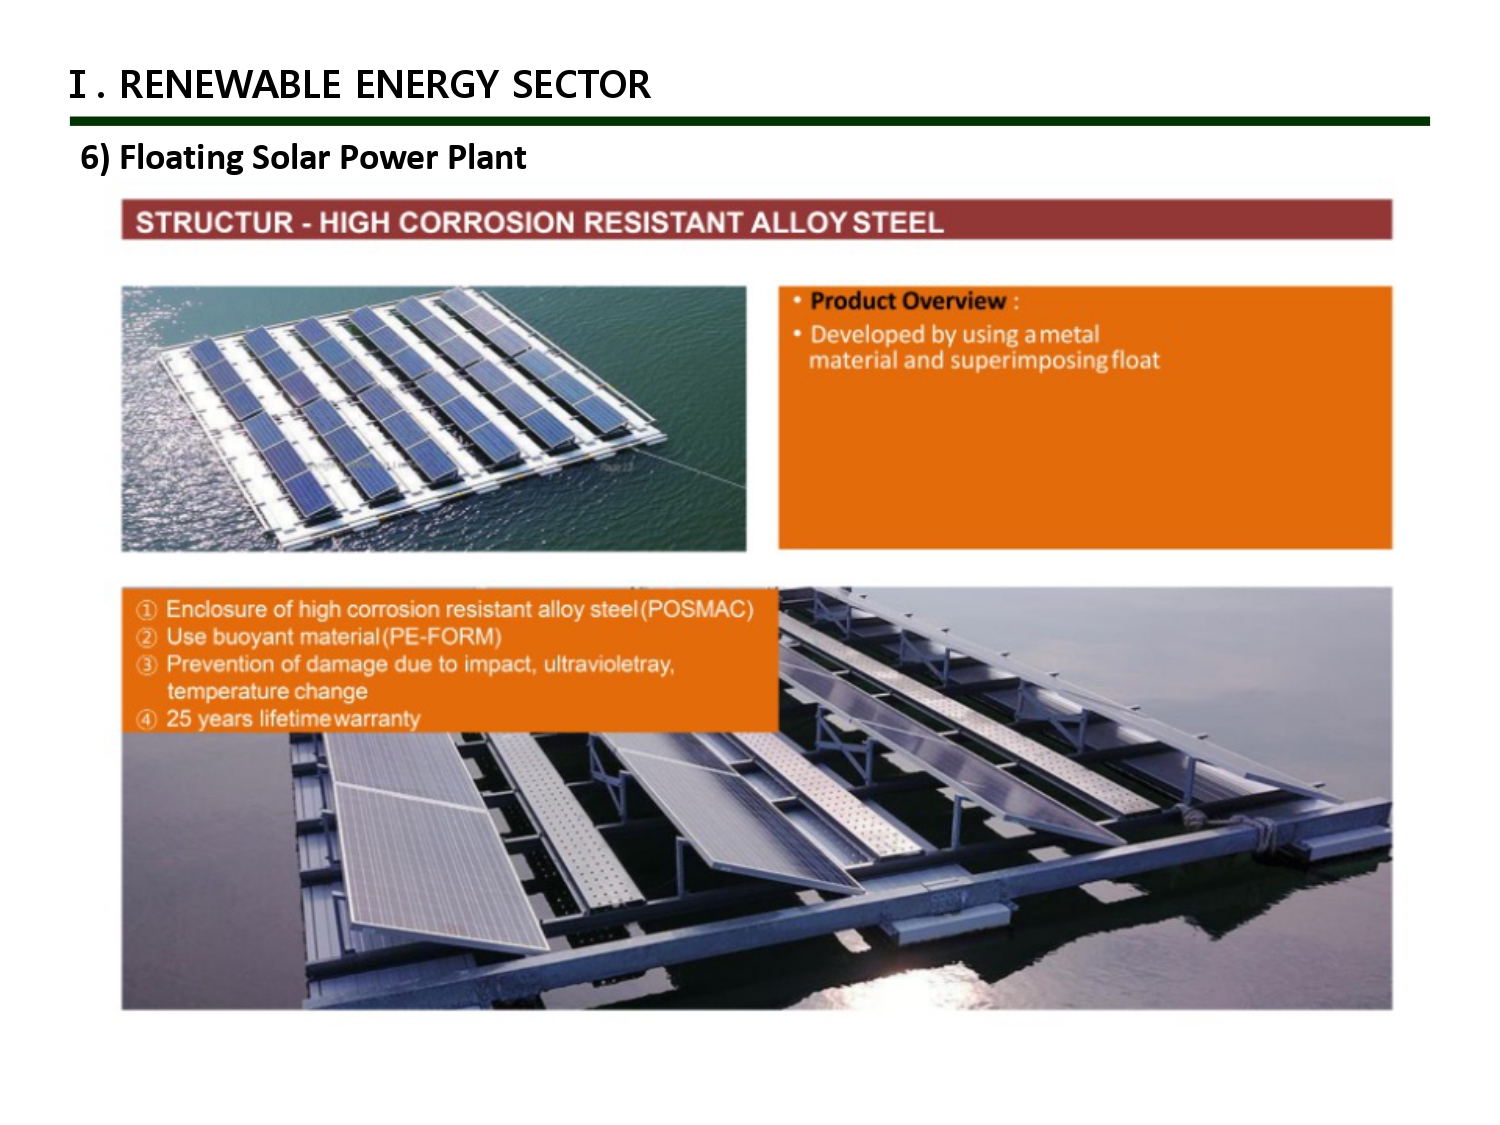 I . RENEWABLE ENERGY SECTOR
6) Floating Solar Power Plant
STRUCTUR - HIGH CORROSION RESISTANT ALLOY STEEL
• Product Overview :
• Developed by using a metal
material and superimposing float
① Enclosure of high corrosion resistant alloy steel(POSMAC)
② Use buoyant material(PE-FORM)
③ Prevention of damage due to impact, ultravioletray,
temperature change
④ 25 years lifetime warranty